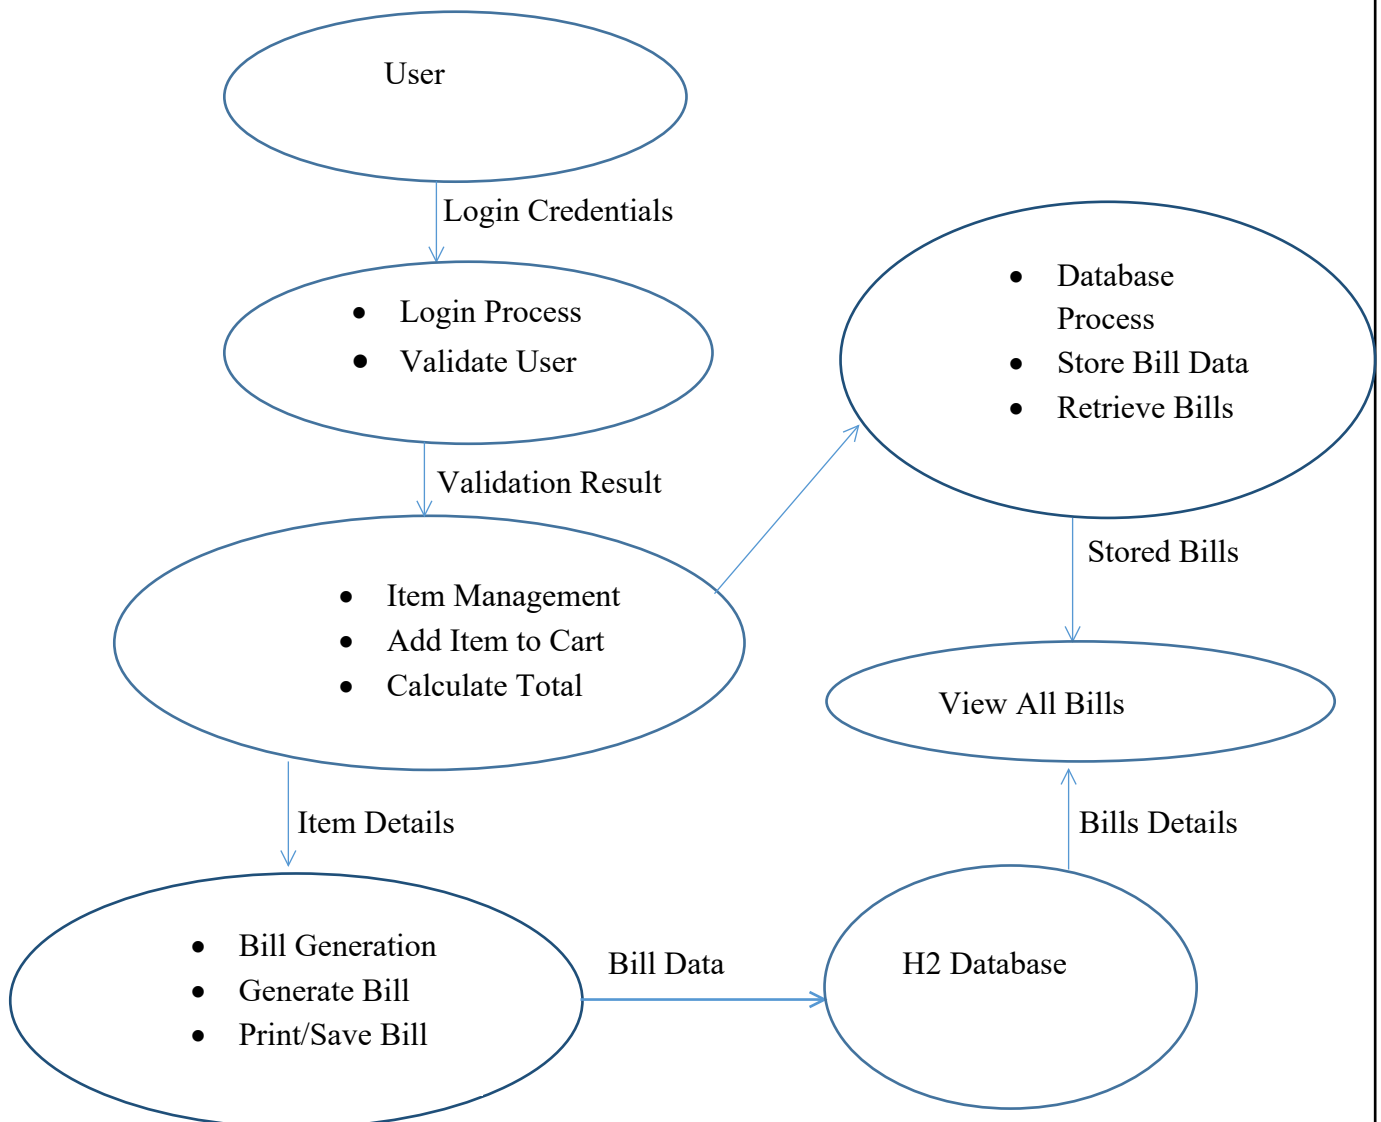 User
Login Credentials
• Login Process
• Validate User
Validation Result
• Item Management
• Add Item to Cart
• Calculate Total
Item Details
• Bill Generation
• Generate Bill
• Print/Save Bill
Bill Data
• Database
Process
• Store Bill Data
• Retrieve Bills
Stored Bills
View All Bills
Bills Details
H2 Database